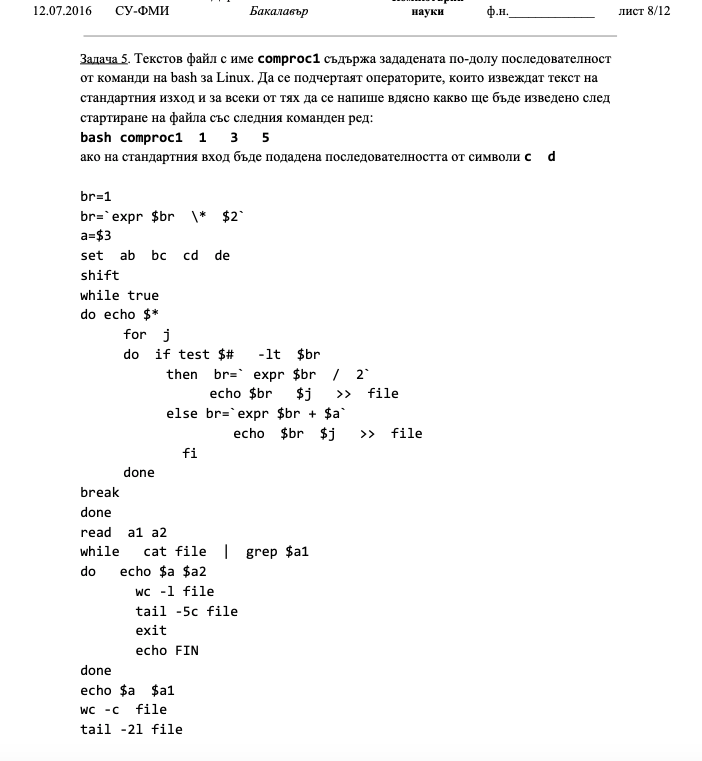 12.07.2016 СУ-ФМИ Бакалавър науки ф.н.____________ лист 8/12
Задача 5. Текстов файл с име comproc1 съдържа зададената по-долу последователност
от команди на bash за Linux. Да се подчертаят операторите, които извеждат текст на
стандартния изход и за всеки от тях да се напише вдясно какво ще бъде изведено след
стартиране на файла със следния команден ред:
bash comproc1 1 3 5
ако на стандартния вход бъде подадена последователността от символи c d
br=1
br=`expr $br \* $2`
a=$3
set ab bc cd de
shift
while true
do echo $*
for j
do if test $# -lt $br
then br=` expr $br / 2`
echo $br $j >> file
else br=`expr $br + $a`
echo $br $j >> file
fi
done
break
done
read a1 a2
while cat file | grep $a1
do echo $a $a2
wc -l file
tail -5c file
exit
echo FIN
done
echo $a $a1
wc -c file
tail -2l file